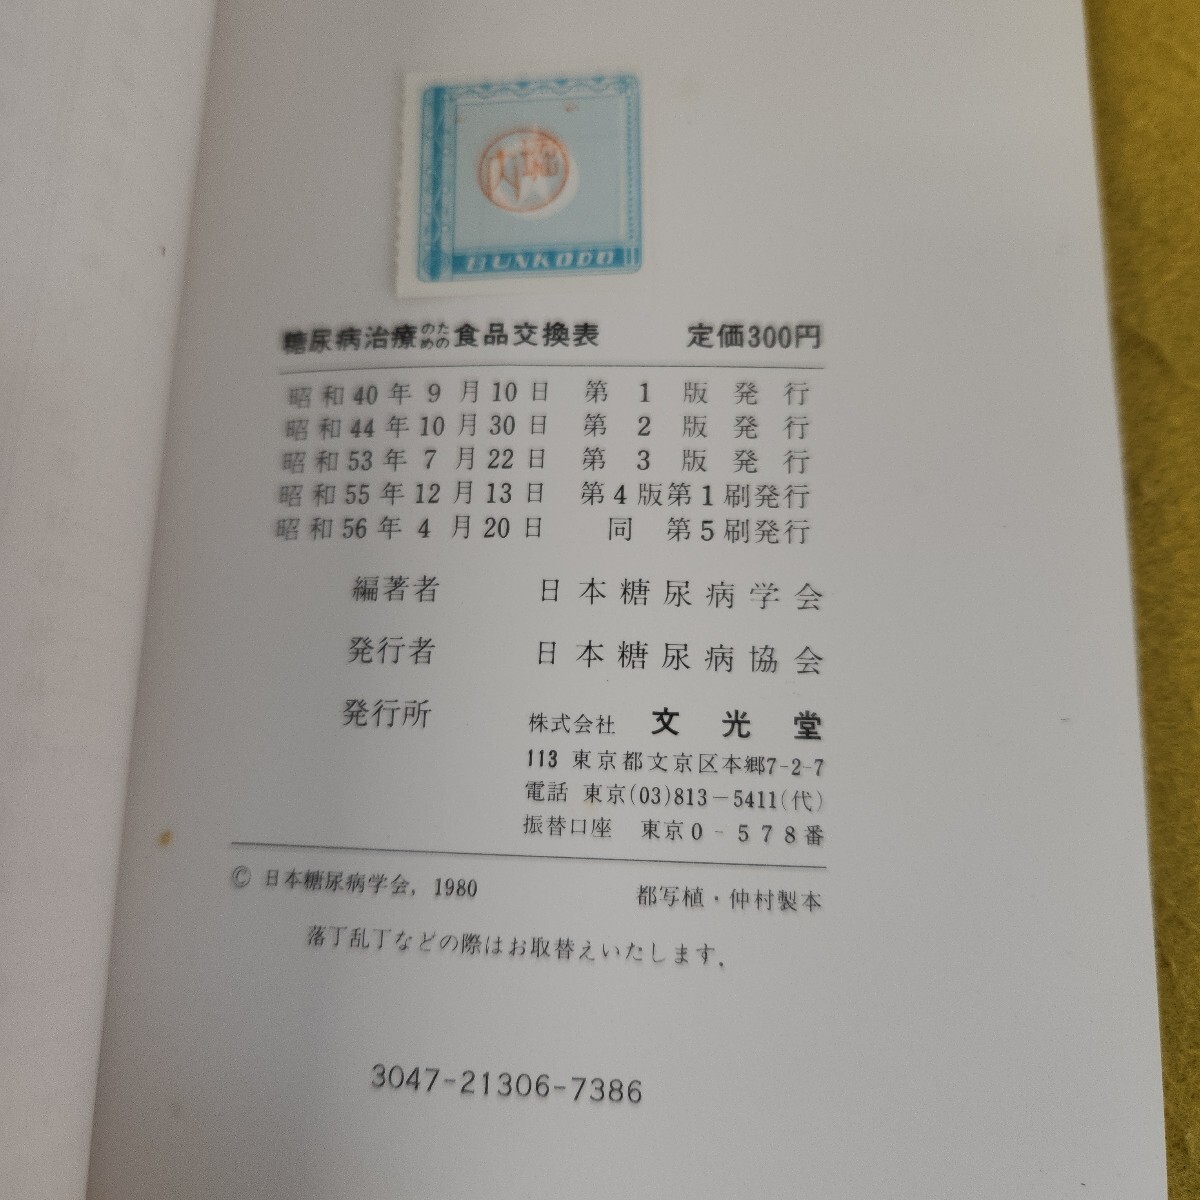 堀内
BUNKODO
糖尿病治療のための食品交換表 定価300円
昭和40年9月10日 第1版発行
昭和44年10月30日 第2版発行
昭和53年7月22日 第3版発行
昭和55年12月13日 第4版第1刷発行
昭和56年4月20日 同 第5刷発行
編著者 日本糖尿病学会
発行者 日本糖尿病協会
発行所 株式会社 文光堂
113 東京都文京区本郷7-2-7
電話 東京(03)813-5411(代)
振替口座 東京0-578番
© 日本糖尿病学会, 1980 都写植・仲村製本
落丁乱丁などの際はお取替えいたします.
3047-21306-7386